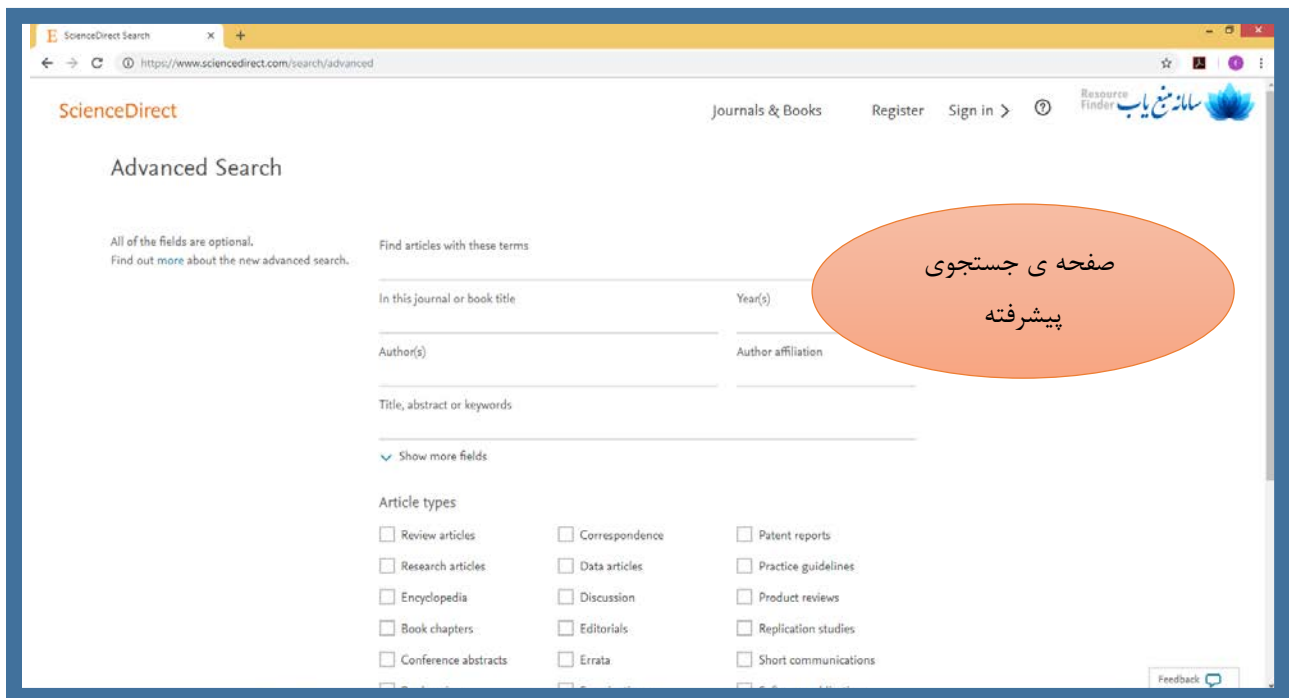 ScienceDirect Search
https://www.sciencedirect.com/search/advanced
ScienceDirect
Journals & Books
Register
Sign in >
Resource Finder
سامانه منبع یاب
Advanced Search
All of the fields are optional.
Find out more about the new advanced search.
Find articles with these terms
صفحه ی جستجوی
پیشرفته
In this journal or book title
Year(s)
Author(s)
Author affiliation
Title, abstract or keywords
Show more fields
Article types
Review articles
Correspondence
Patent reports
Research articles
Data articles
Practice guidelines
Encyclopedia
Discussion
Product reviews
Book chapters
Editorials
Replication studies
Conference abstracts
Errata
Short communications
Feedback